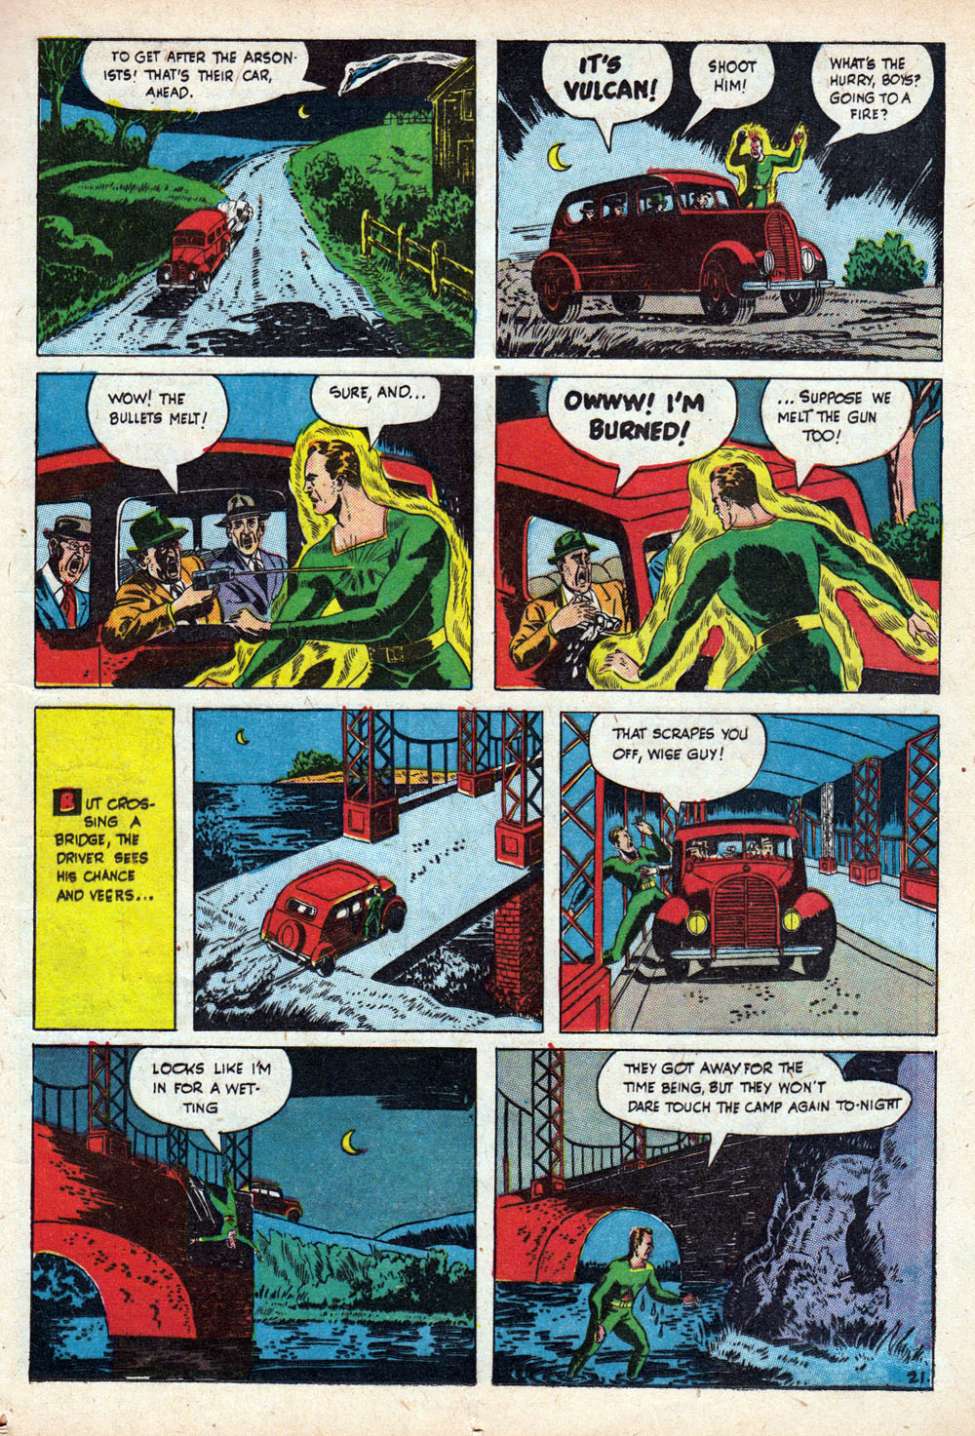 TO GET AFTER THE ARSON-
ISTS! THAT'S THEIR CAR,
AHEAD.
IT'S
VULCAN!
SHOOT
HIM!
WHAT'S THE
HURRY, BOYS?
GOING TO A
FIRE?
WOW! THE
BULLETS MELT!
SURE, AND...
OWWW! I'M
BURNED!
...SUPPOSE WE
MELT THE GUN
TOO!
BUT CROS-
SING A
BRIDGE, THE
DRIVER SEES
HIS CHANCE
AND VEERS...
THAT SCRAPES YOU
OFF, WISE GUY!
LOOKS LIKE I'M
IN FOR A WET-
TING
THEY GOT AWAY FOR THE
TIME BEING, BUT THEY WON'T
DARE TOUCH THE CAMP AGAIN TO-NIGHT
21.